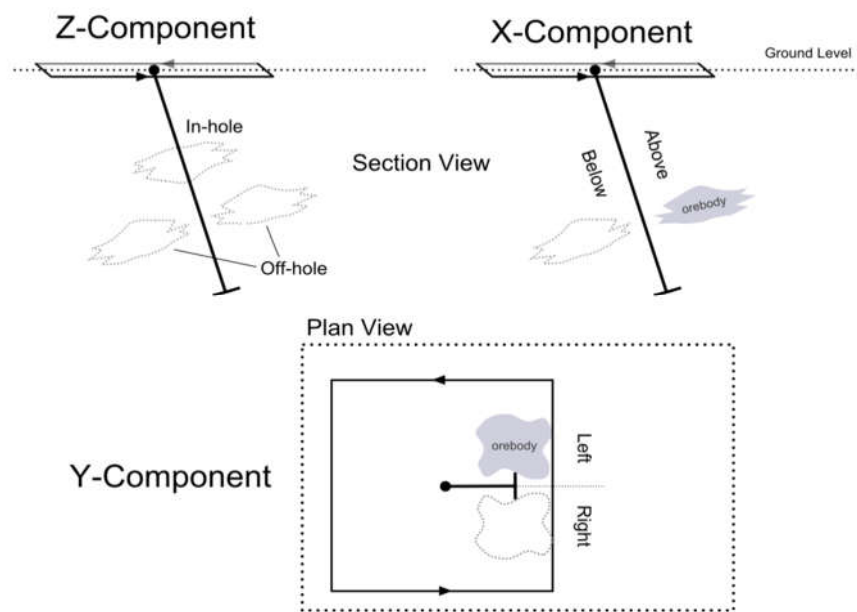 Z-Component
X-Component
Ground Level
In-hole
Section View
Above
Below
orebody
Off-hole
Plan View
Y-Component
orebody
Left
Right